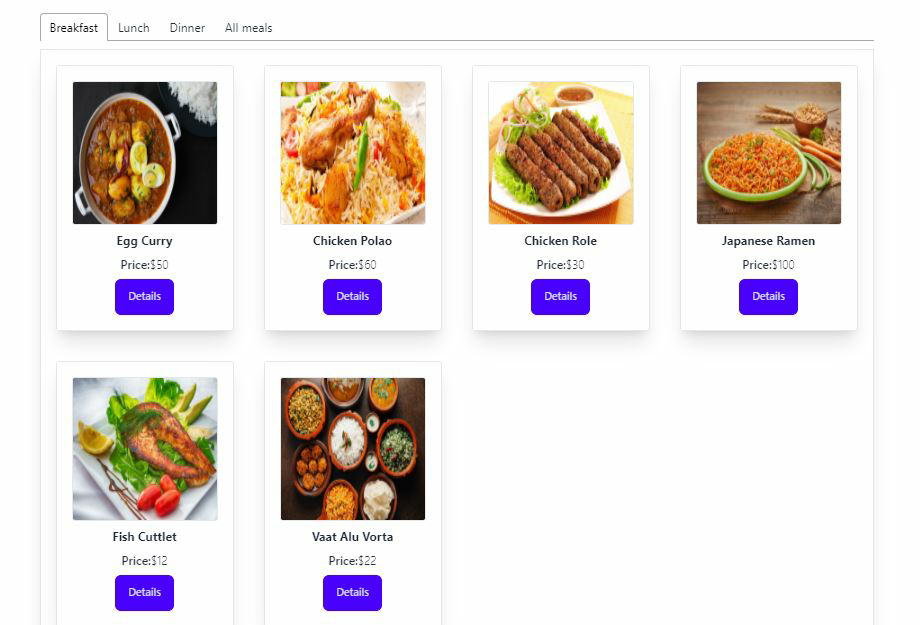 Breakfast Lunch Dinner All meals
Egg Curry
Price:$50
Details
Chicken Polao
Price:$60
Details
Chicken Role
Price:$30
Details
Japanese Ramen
Price:$100
Details
Fish Cuttlet
Price:$12
Details
Vaat Alu Vorta
Price:$22
Details